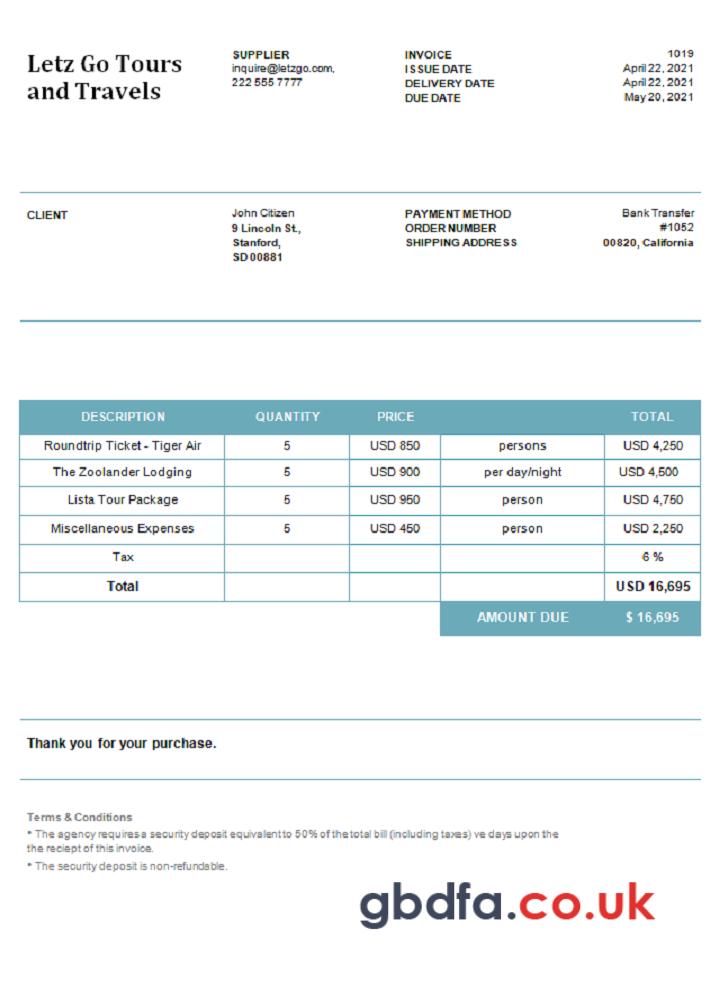 Letz Go Tours
and Travels
SUPPLIER
inquire@letzgo.com,
222 555 7777
INVOICE 1019
ISSUE DATE April 22, 2021
DELIVERY DATE April 22, 2021
DUE DATE May 20, 2021
CLIENT
John Citizen
9 Lincoln St.,
Stanford,
SD 00881
PAYMENT METHOD Bank Transfer
ORDER NUMBER #1052
SHIPPING ADDRESS 00820, California
DESCRIPTION QUANTITY PRICE TOTAL
Roundtrip Ticket - Tiger Air 5 USD 850 persons USD 4,250
The Zoolander Lodging 5 USD 900 per day/night USD 4,500
Lista Tour Package 5 USD 950 person USD 4,750
Miscellaneous Expenses 5 USD 450 person USD 2,250
Tax 6 %
Total USD 16,695
AMOUNT DUE $ 16,695
Thank you for your purchase.
Terms & Conditions
* The agency requires a security deposit equivalent to 50% of the total bill (including taxes) ve days upon the
the reciept of this invoice.
* The security deposit is non-refundable.
gbdfa.co.uk